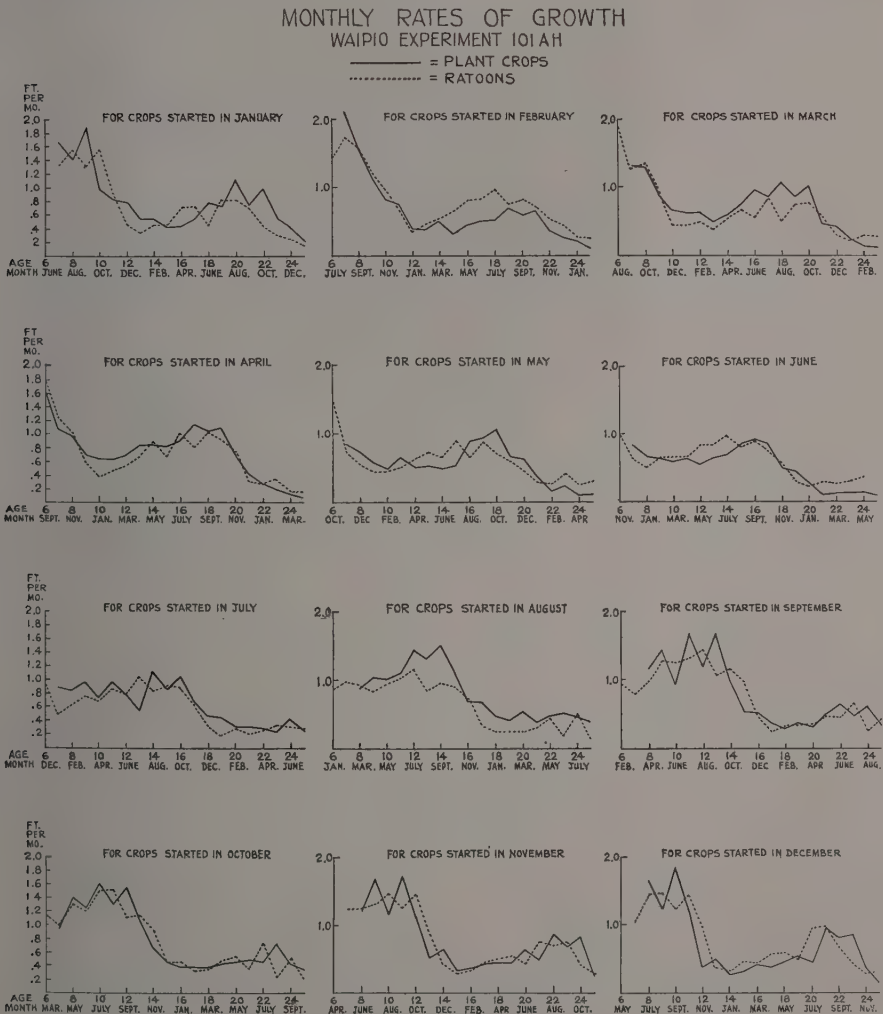 MONTHLY RATES OF GROWTH
WAIPIO EXPERIMENT 101 AH
= PLANT CROPS
= RATOONS
FT.
PER
MO.
FOR CROPS STARTED IN JANUARY
FOR CROPS STARTED IN FEBRUARY
FOR CROPS STARTED IN MARCH
2.0
1.8
1.6
1.4
1.2
1.0
.8
.6
.4
.2
2.0
1.0
2.0
1.0
AGE 6 8 10 12 14 16 18 20 22 24 6 8 10 12 14 16 18 20 22 24 6 8 10 12 14 16 18 20 22 24
MONTH JUNE AUG. OCT. DEC. FEB. APR. JUNE AUG. OCT. DEC. JULY SEPT. NOV. JAN. MAR. MAY JULY SEPT. NOV. JAN. AUG. OCT. DEC. FEB. APR. JUNE AUG. OCT. DEC FEB.
FT
PER
MO.
FOR CROPS STARTED IN APRIL
FOR CROPS STARTED IN MAY
FOR CROPS STARTED IN JUNE
2.0
1.8
1.6
1.4
1.2
1.0
.8
.6
.4
.2
2.0
1.0
2.0
1.0
AGE 6 8 10 12 14 16 18 20 22 24 6 8 10 12 14 16 18 20 22 24 6 8 10 12 14 16 18 20 22 24
MONTH SEPT. NOV. JAN. MAR. MAY JULY SEPT. NOV. JAN. MAR. OCT. DEC FEB. APR. JUNE AUG. OCT. DEC. FEB. APR NOV. JAN. MAR. MAY JULY SEPT. NOV. JAN. MAR. MAY
FT.
PER
MO.
FOR CROPS STARTED IN JULY
FOR CROPS STARTED IN AUGUST
FOR CROPS STARTED IN SEPTEMBER
2.0
1.8
1.6
1.4
1.2
1.0
.8
.6
.4
.2
2.0
1.0
2.0
1.0
AGE 6 8 10 12 14 16 18 20 22 24 6 8 10 12 14 16 18 20 22 24 6 8 10 12 14 16 18 20 22 24
MONTH DEC. FEB. APR. JUNE AUG. OCT. DEC. FEB. APR. JUNE JAN. MAR. MAY JULY SEPT. NOV. JAN. MAR. MAY JULY FEB. APR. JUNE AUG. OCT. DEC FEB. APR JUNE AUG.
FT.
PER
MO.
FOR CROPS STARTED IN OCTOBER
FOR CROPS STARTED IN NOVEMBER
FOR CROPS STARTED IN DECEMBER
2.0
1.8
1.6
1.4
1.2
1.0
.8
.6
.4
.2
2.0
1.0
2.0
1.0
AGE 6 8 10 12 14 16 18 20 22 24 6 8 10 12 14 16 18 20 22 24 6 8 10 12 14 16 18 20 22 24
MONTH MAR. MAY JULY SEPT. NOV. JAN. MAR. MAY JULY SEPT. APR. JUNE AUG. OCT. DEC. FEB. APR. JUNE AUG. OCT. MAY JULY SEPT. NOV. JAN. MAR. MAY JULY SEPT. NOV.